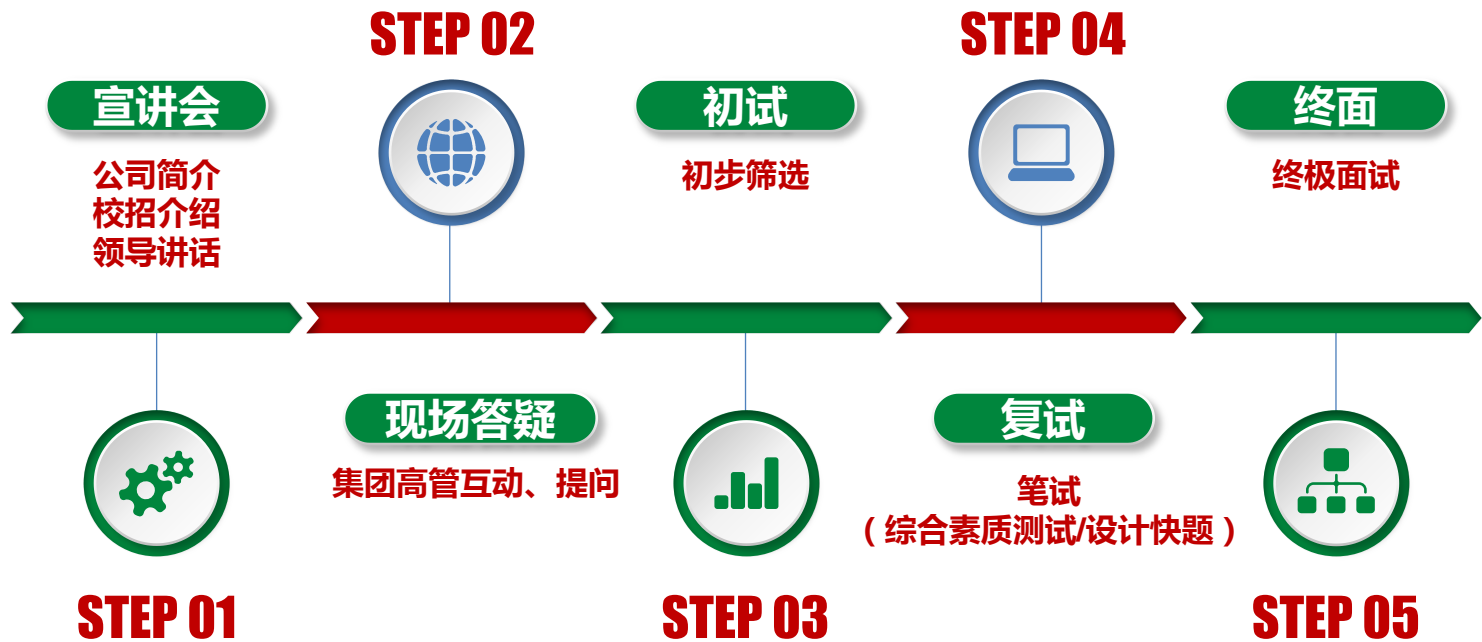 STEP 01
宣讲会
公司简介
校招介绍
领导讲话
STEP 02
现场答疑
集团高管互动、提问
STEP 03
初试
初步筛选
STEP 04
复试
笔试
（综合素质测试/设计快题）
STEP 05
终面
终极面试